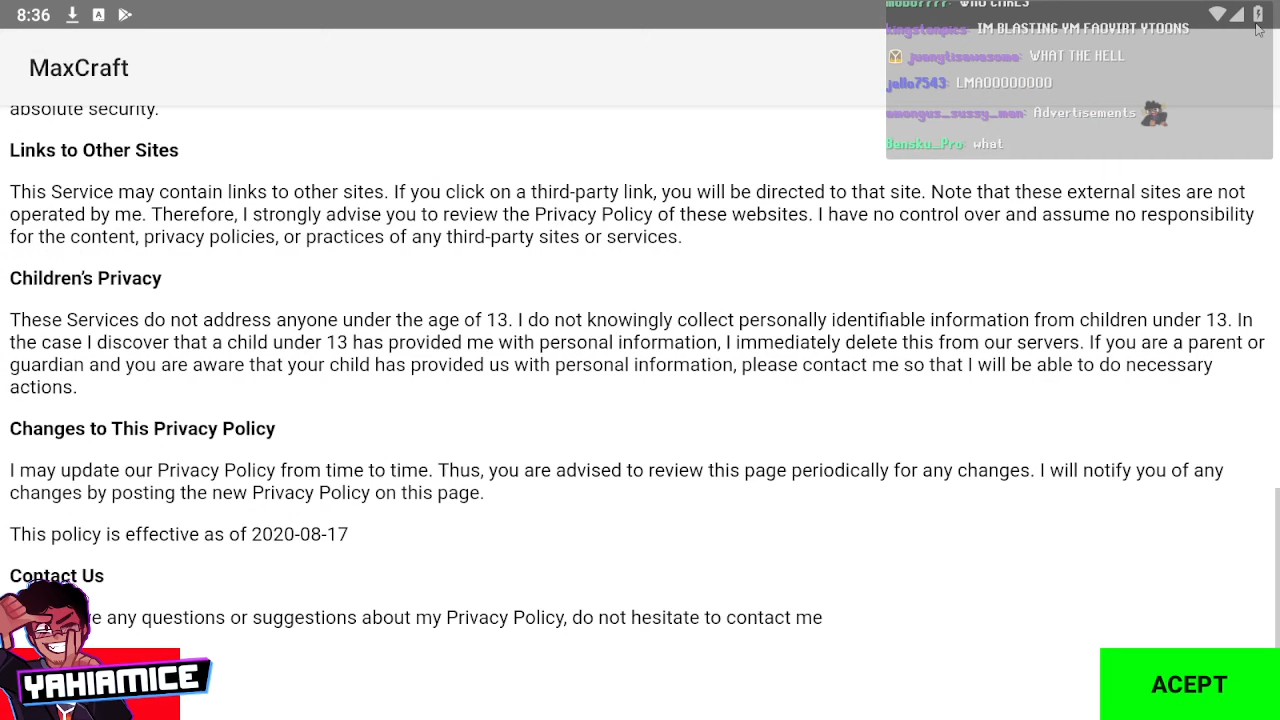 8:36
MaxCraft
WHO CARES
kingstonpics: IM BLASTING YM FAOVIRT YTOONS
juanylisawesome: WHAT THE HELL
jallo7543: LMAOOOOOOO
amongus_sussy_man: Advertisements
Bansku_Pro what
absolute security.
Links to Other Sites
This Service may contain links to other sites. If you click on a third-party link, you will be directed to that site. Note that these external sites are not
operated by me. Therefore, I strongly advise you to review the Privacy Policy of these websites. I have no control over and assume no responsibility
for the content, privacy policies, or practices of any third-party sites or services.
Children’s Privacy
These Services do not address anyone under the age of 13. I do not knowingly collect personally identifiable information from children under 13. In
the case I discover that a child under 13 has provided me with personal information, I immediately delete this from our servers. If you are a parent or
guardian and you are aware that your child has provided us with personal information, please contact me so that I will be able to do necessary
actions.
Changes to This Privacy Policy
I may update our Privacy Policy from time to time. Thus, you are advised to review this page periodically for any changes. I will notify you of any
changes by posting the new Privacy Policy on this page.
This policy is effective as of 2020-08-17
Contact Us
any questions or suggestions about my Privacy Policy, do not hesitate to contact me
YAHIAMICE
ACEPT